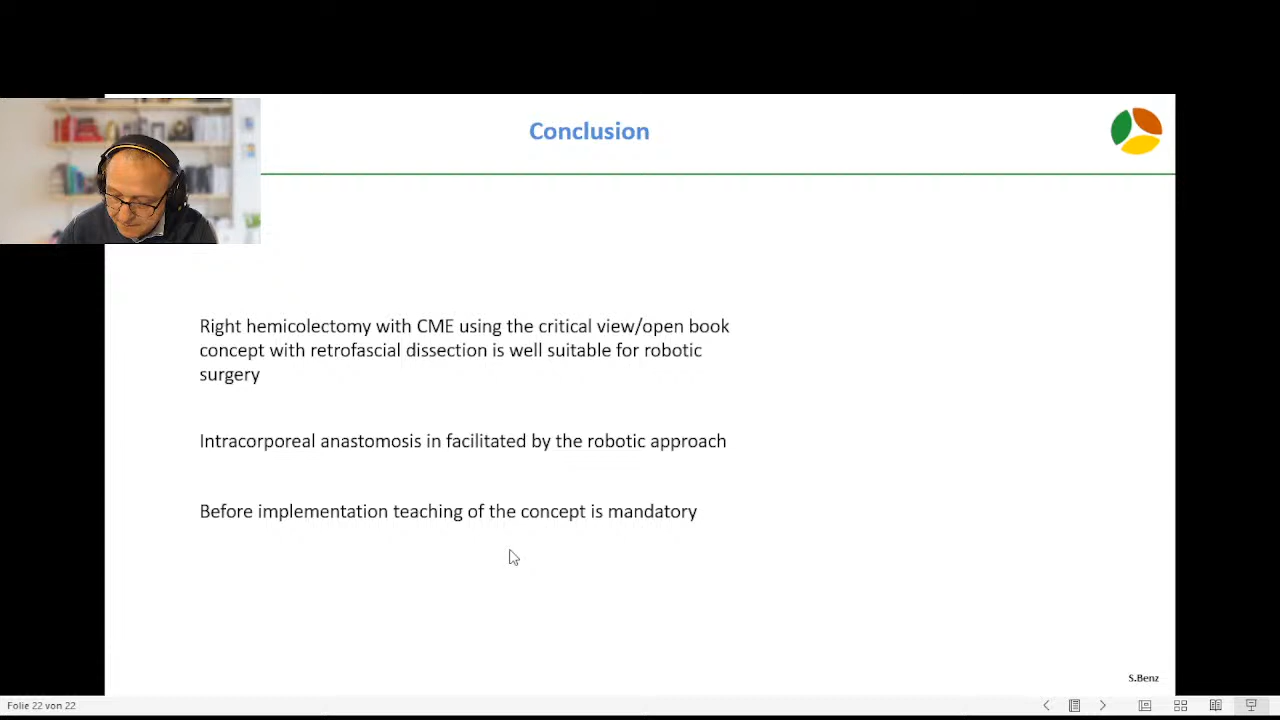 Conclusion
Right hemicolectomy with CME using the critical view/open book
concept with retrofascial dissection is well suitable for robotic
surgery
Intracorporeal anastomosis in facilitated by the robotic approach
Before implementation teaching of the concept is mandatory
S.Benz
Folie 22 von 22